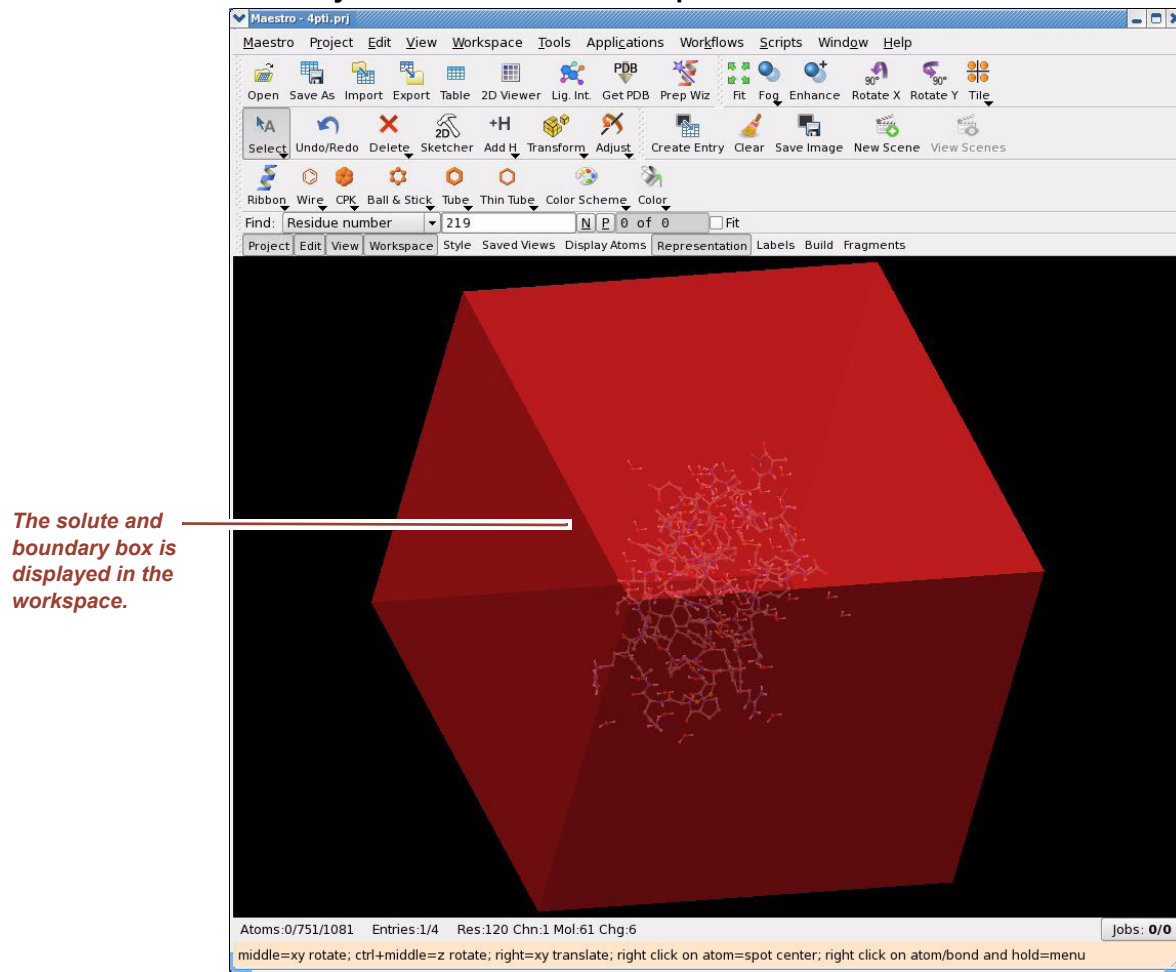 Maestro - 4pti.prj
Maestro Project Edit View Workspace Tools Applications Workflows Scripts Window Help
PDB 90° 90°
Open Save As Import Export Table 2D Viewer Lig. Int. Get PDB Prep Wiz Fit Fog Enhance Rotate X Rotate Y Tile
A 2D +H
Select Undo/Redo Delete Sketcher Add H Transform Adjust Create Entry Clear Save Image New Scene View Scenes
Ribbon Wire CPK Ball & Stick Tube Thin Tube Color Scheme Color
Find: Residue number 219 N P 0 of 0 Fit
Project Edit View Workspace Style Saved Views Display Atoms Representation Labels Build Fragments
The solute and
boundary box is
displayed in the
workspace.
Atoms:0/751/1081 Entries:1/4 Res:120 Chn:1 Mol:61 Chg:6 Jobs: 0/0
middle=xy rotate; ctrl+middle=z rotate; right=xy translate; right click on atom=spot center; right click on atom/bond and hold=menu